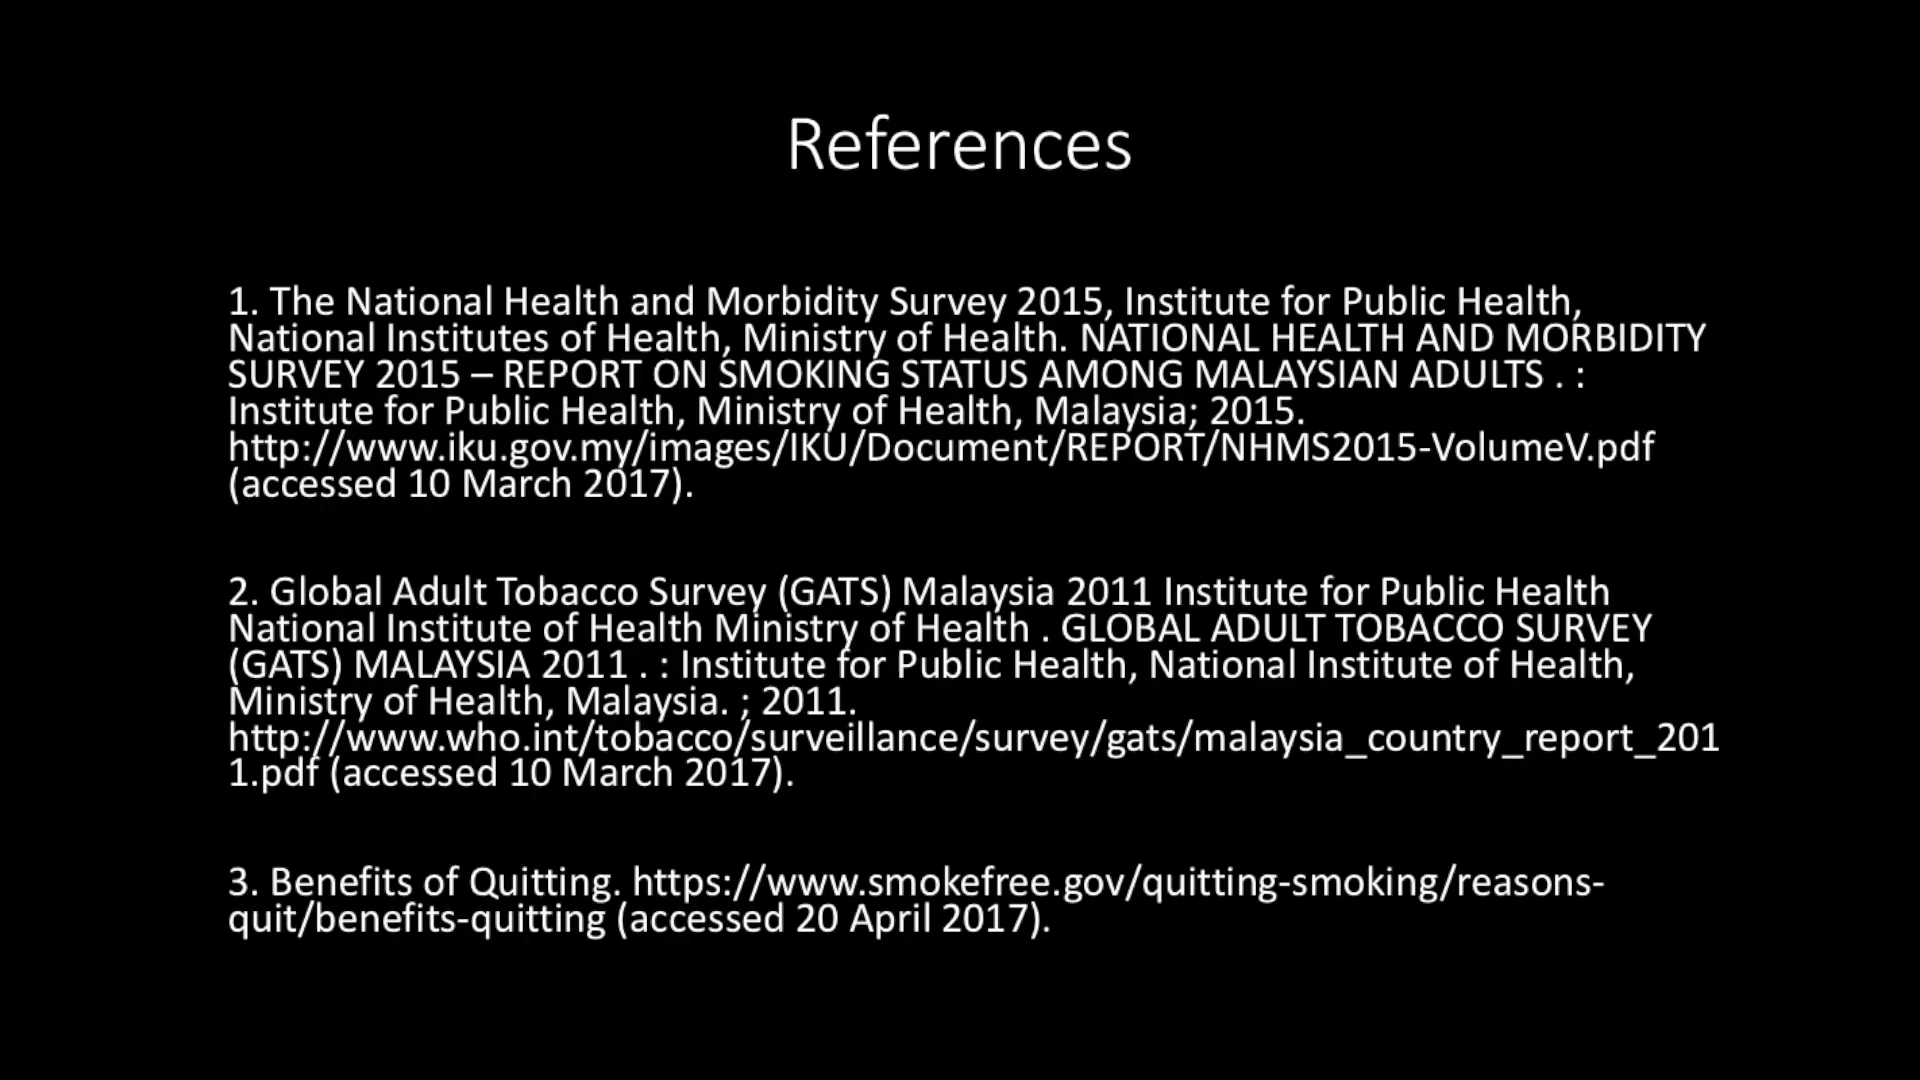 References
1. The National Health and Morbidity Survey 2015, Institute for Public Health,
National Institutes of Health, Ministry of Health. NATIONAL HEALTH AND MORBIDITY
SURVEY 2015 – REPORT ON SMOKING STATUS AMONG MALAYSIAN ADULTS . :
Institute for Public Health, Ministry of Health, Malaysia; 2015.
http://www.iku.gov.my/images/IKU/Document/REPORT/NHMS2015-VolumeV.pdf
(accessed 10 March 2017).
2. Global Adult Tobacco Survey (GATS) Malaysia 2011 Institute for Public Health
National Institute of Health Ministry of Health . GLOBAL ADULT TOBACCO SURVEY
(GATS) MALAYSIA 2011 . : Institute for Public Health, National Institute of Health,
Ministry of Health, Malaysia. ; 2011.
http://www.who.int/tobacco/surveillance/survey/gats/malaysia_country_report_201
1.pdf (accessed 10 March 2017).
3. Benefits of Quitting. https://www.smokefree.gov/quitting-smoking/reasons-
quit/benefits-quitting (accessed 20 April 2017).